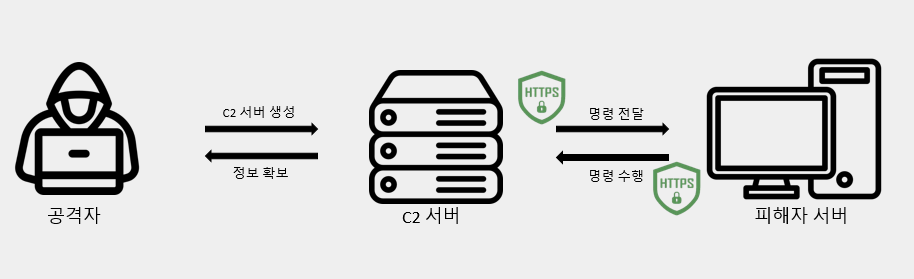 C2 서버 생성
정보 확보
HTTPS
명령 전달
명령 수행
HTTPS
공격자
C2 서버
피해자 서버